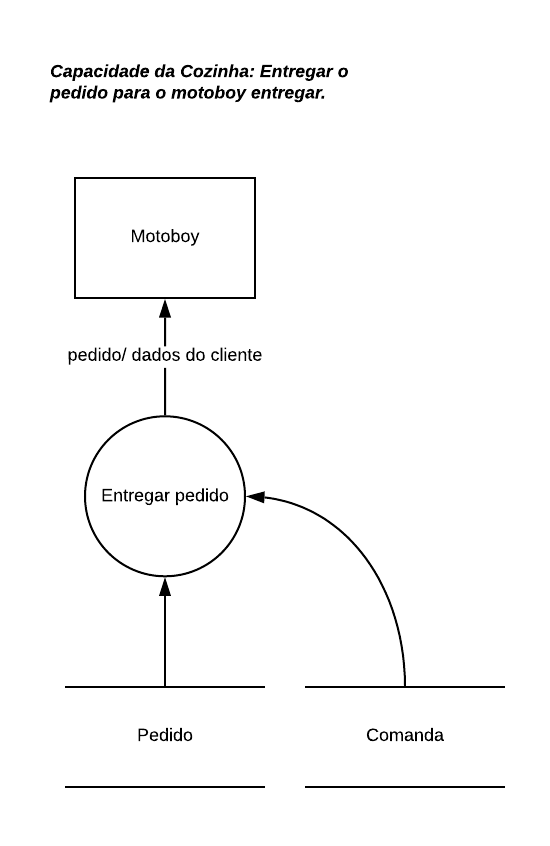 Capacidade da Cozinha: Entregar o
pedido para o motoboy entregar.
Motoboy
pedido/ dados do cliente
Entregar pedido
Pedido
Comanda